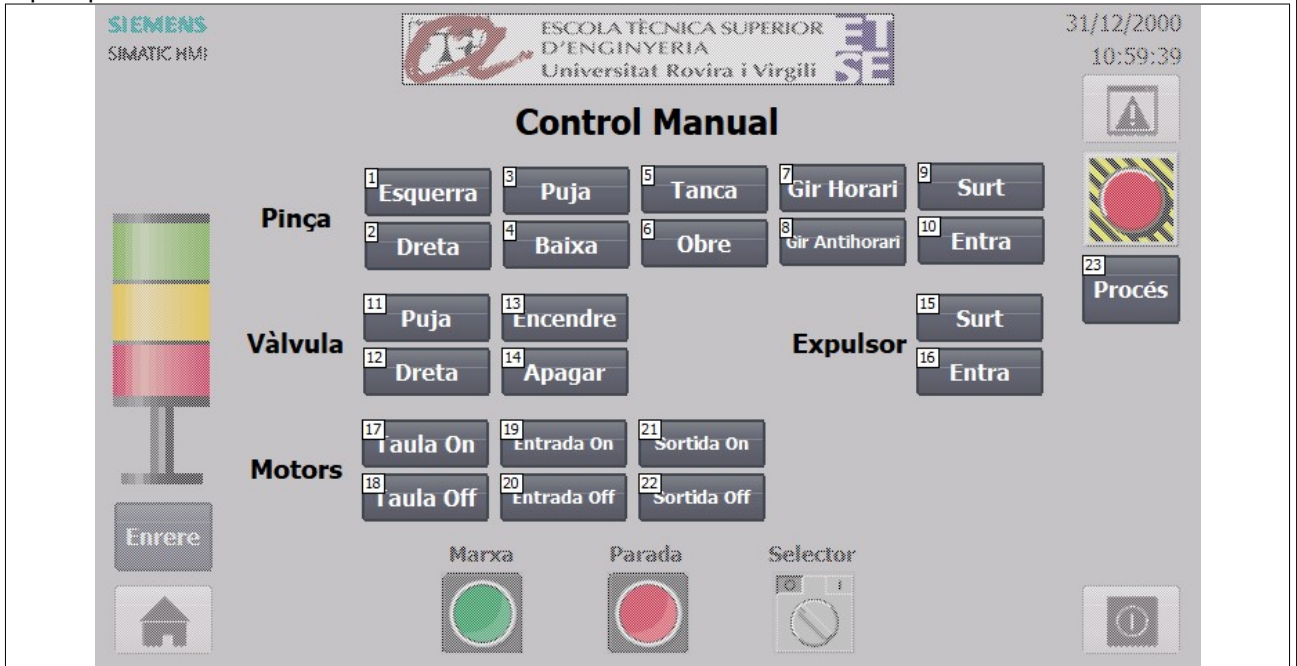 SIEMENS
SIMATIC HMI
ESCOLA TÈCNICA SUPERIOR
D'ENGINYERIA
Universitat Rovira i Virgili
ET
SE
31/12/2000
10:59:39
Control Manual
Pinça
1 Esquerra
3 Puja
5 Tanca
7 Gir Horari
9 Surt
2 Dreta
4 Baixa
6 Obre
8 Gir Antihorari
10 Entra
23 Procés
Vàlvula
11 Puja
13 Encendre
Expulsor
15 Surt
12 Dreta
14 Apagar
16 Entra
Motors
17 Taula On
19 Entrada On
21 Sortida On
18 Taula Off
20 Entrada Off
22 Sortida Off
Enrere
Marxa
Parada
Selector
O I